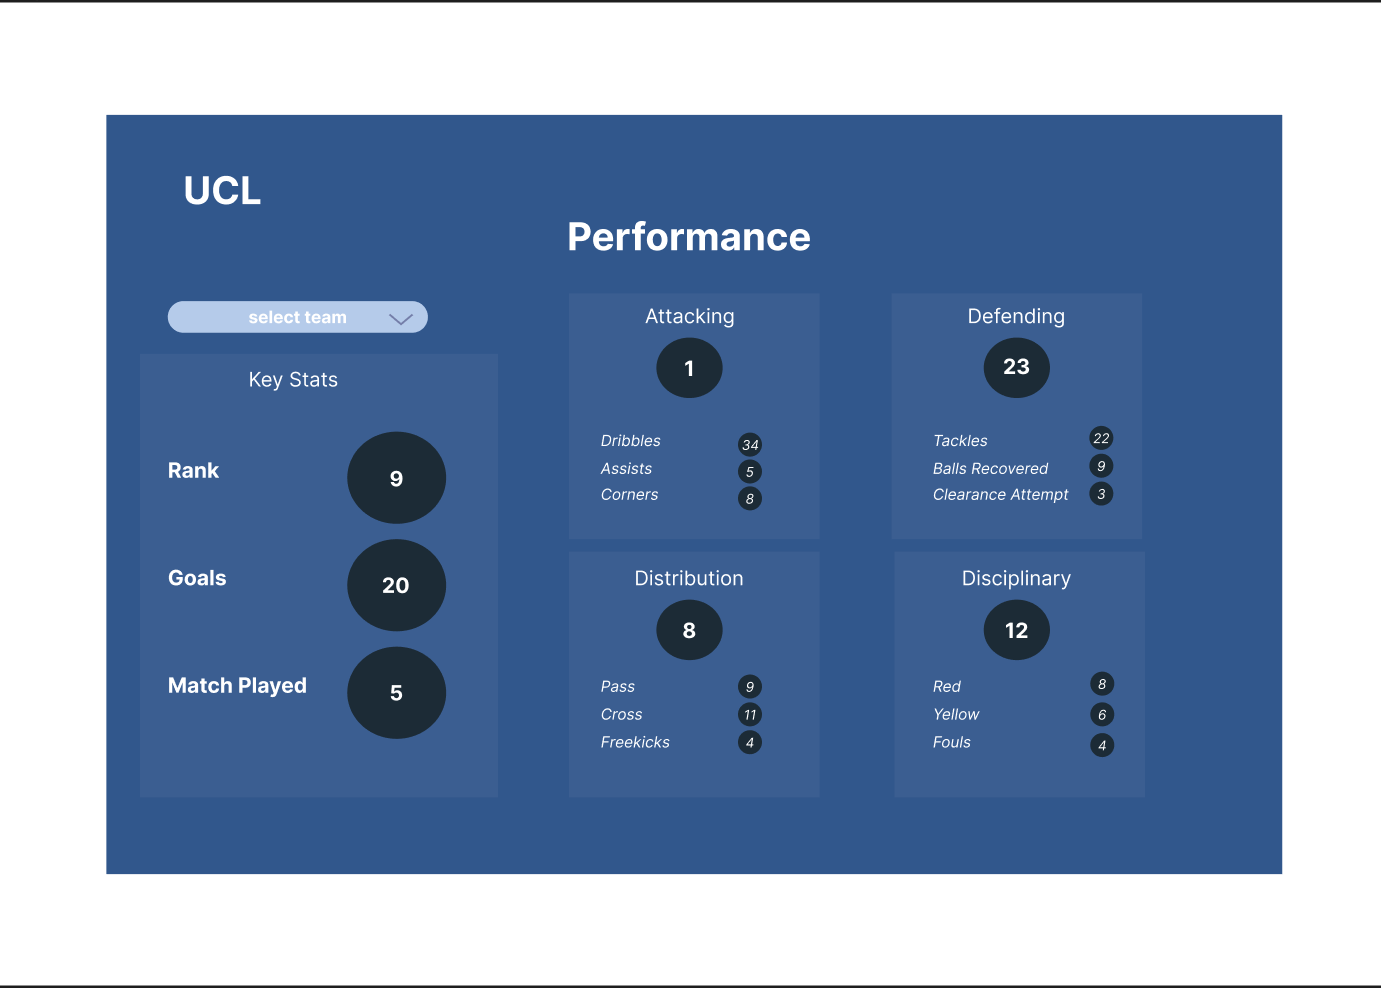 UCL
Performance
select team
Key Stats
Rank
9
Goals
20
Match Played
5
Attacking
1
Dribbles 34
Assists 5
Corners 8
Defending
23
Tackles 22
Balls Recovered 9
Clearance Attempt 3
Distribution
8
Pass 9
Cross 11
Freekicks 4
Disciplinary
12
Red 8
Yellow 6
Fouls 4